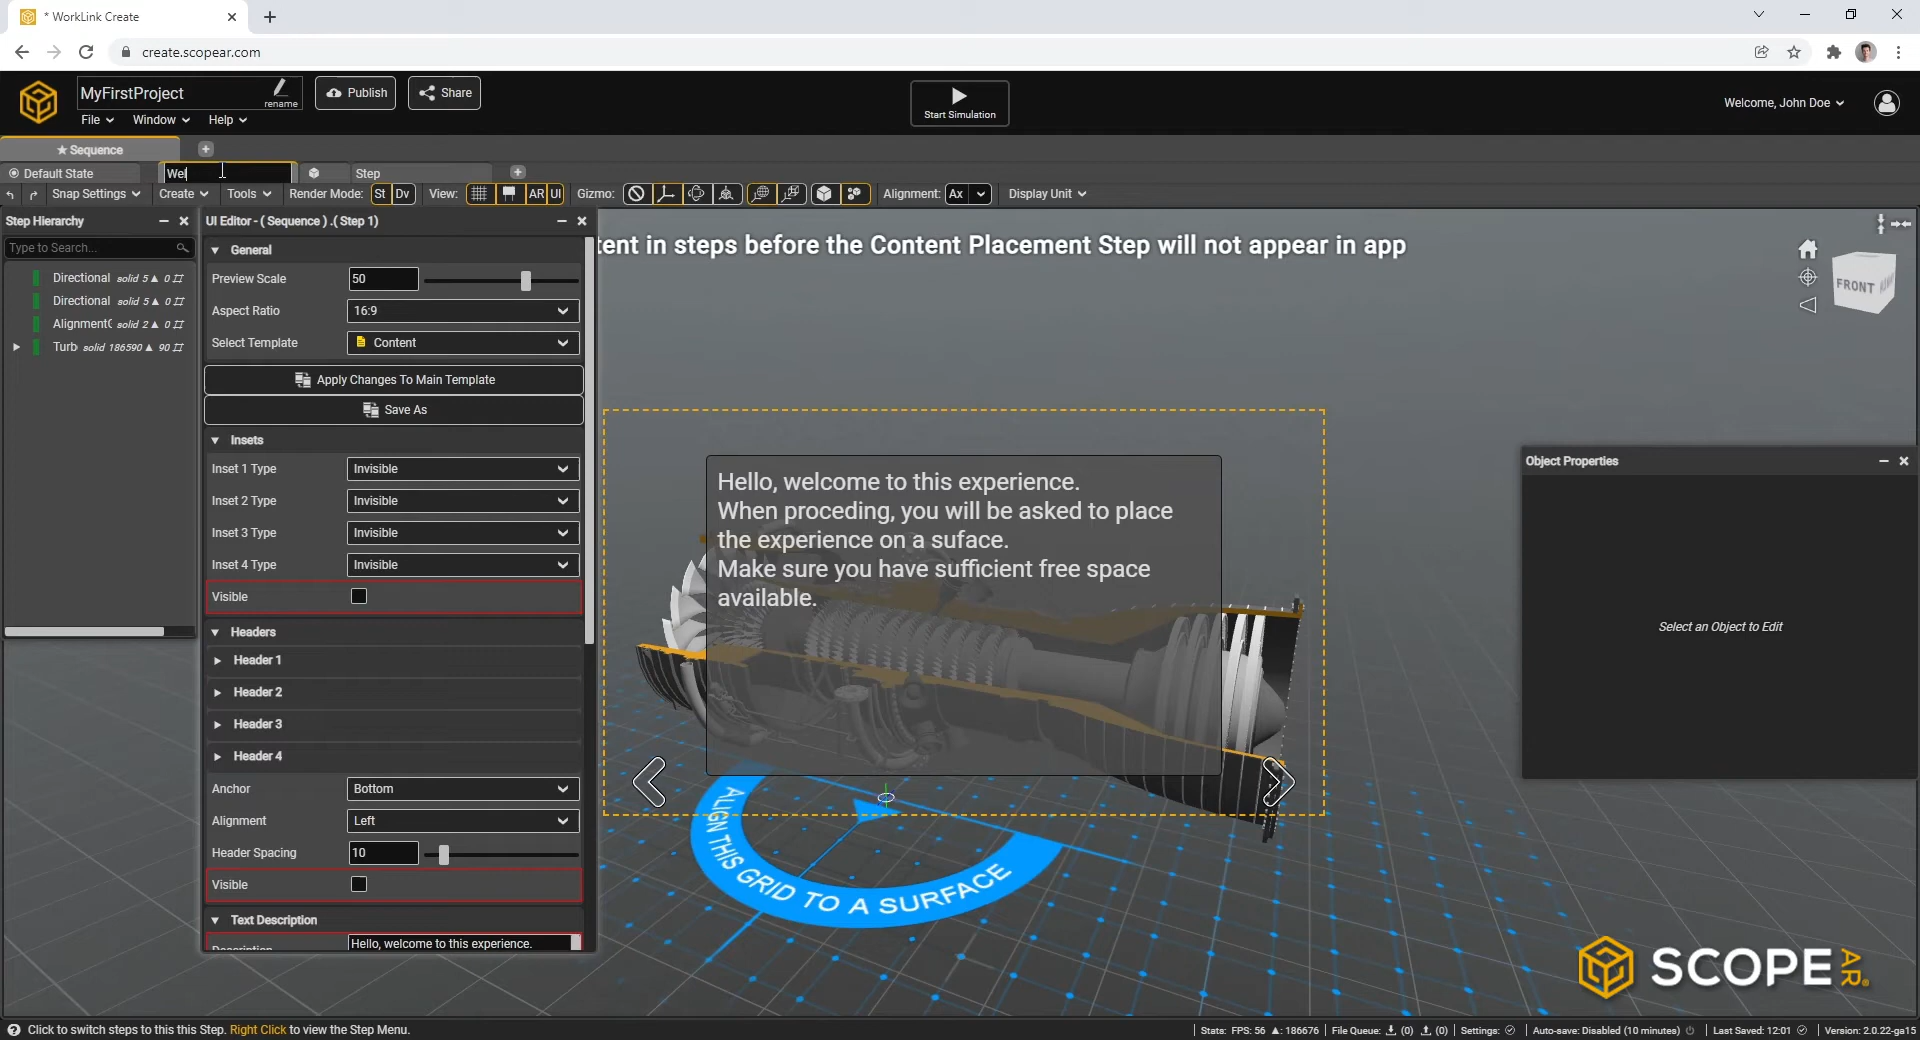 * WorkLink Create
create.scopear.com
MyFirstProject
rename
Publish
Share
Start Simulation
Welcome, John Doe
File
Window
Help
★ Sequence
Default State
Wel
Step
Snap Settings
Create
Tools
Render Mode:
St
Dv
View:
AR
UI
Gizmo:
Alignment:
Ax
Display Unit
Step Hierarchy
Type to Search...
Directional solid 5 ▲ 0
Directional solid 5 ▲ 0
Alignment( solid 2 ▲ 0
Turb solid 186590 ▲ 90
UI Editor - ( Sequence ) .( Step 1)
General
Preview Scale
50
Aspect Ratio
16:9
Select Template
Content
Apply Changes To Main Template
Save As
Insets
Inset 1 Type
Invisible
Inset 2 Type
Invisible
Inset 3 Type
Invisible
Inset 4 Type
Invisible
Visible
Headers
Header 1
Header 2
Header 3
Header 4
Anchor
Bottom
Alignment
Left
Header Spacing
10
Visible
Text Description
Description
Hello, welcome to this experience.
tent in steps before the Content Placement Step will not appear in app
FRONT
Hello, welcome to this experience.
When proceding, you will be asked to place
the experience on a suface.
Make sure you have sufficient free space
available.
ALIGN THIS GRID TO A SURFACE
Object Properties
Select an Object to Edit
SCOPE AR.
Click to switch steps to this this Step. Right Click to view the Step Menu.
Stats: FPS: 56 ▲: 186676
File Queue: (0) (0)
Settings:
Auto-save: Disabled (10 minutes)
Last Saved: 12:01
Version: 2.0.22-ga15